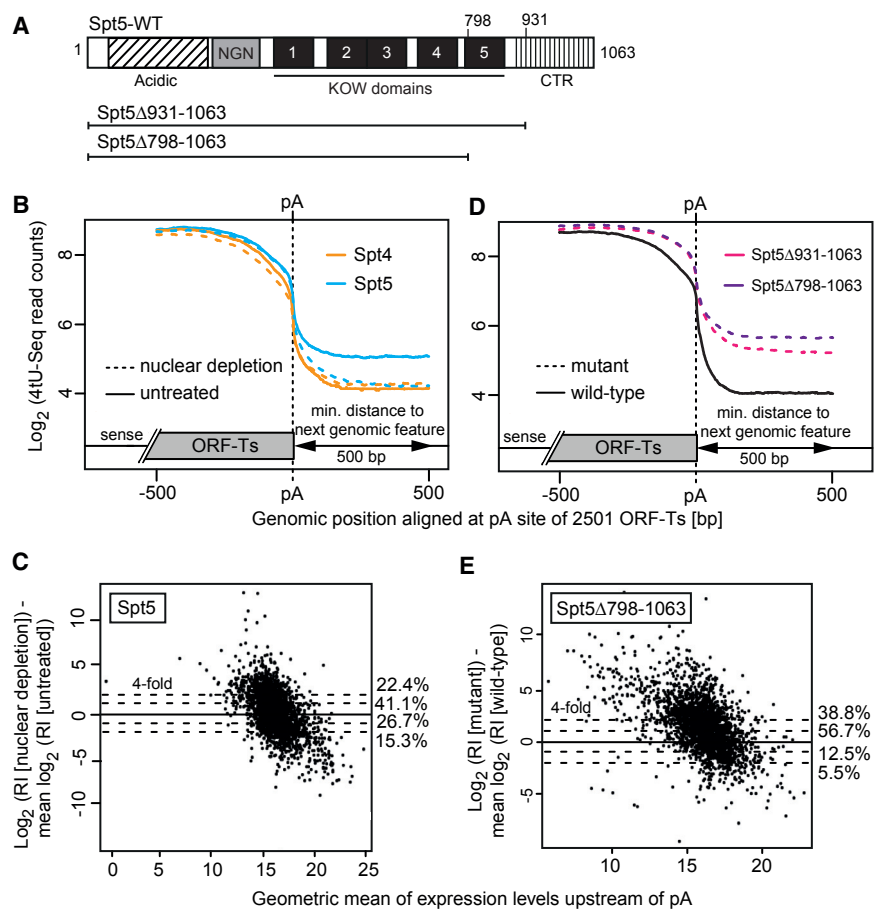 A
Spt5-WT
798
931
1
NGN
1
2
3
4
5
1063
Acidic
KOW domains
CTR
Spt5Δ931-1063
Spt5Δ798-1063
B
pA
Log2 (4tU-Seq read counts)
8
6
4
Spt4
Spt5
nuclear depletion
untreated
min. distance to
next genomic feature
sense
ORF-Ts
500 bp
-500
pA
500
D
pA
8
6
4
Spt5Δ931-1063
Spt5Δ798-1063
mutant
wild-type
min. distance to
next genomic feature
sense
ORF-Ts
500 bp
-500
pA
500
Genomic position aligned at pA site of 2501 ORF-Ts [bp]
C
Log2 (RI [nuclear depletion]) -
mean log2 (RI [untreated])
Spt5
10
5
0
-5
-10
4-fold
22.4%
41.1%
26.7%
15.3%
0
5
10
15
20
25
E
Log2 (RI [mutant]) -
mean log2 (RI [wild-type])
Spt5Δ798-1063
10
5
0
-5
4-fold
38.8%
56.7%
12.5%
5.5%
10
15
20
Geometric mean of expression levels upstream of pA